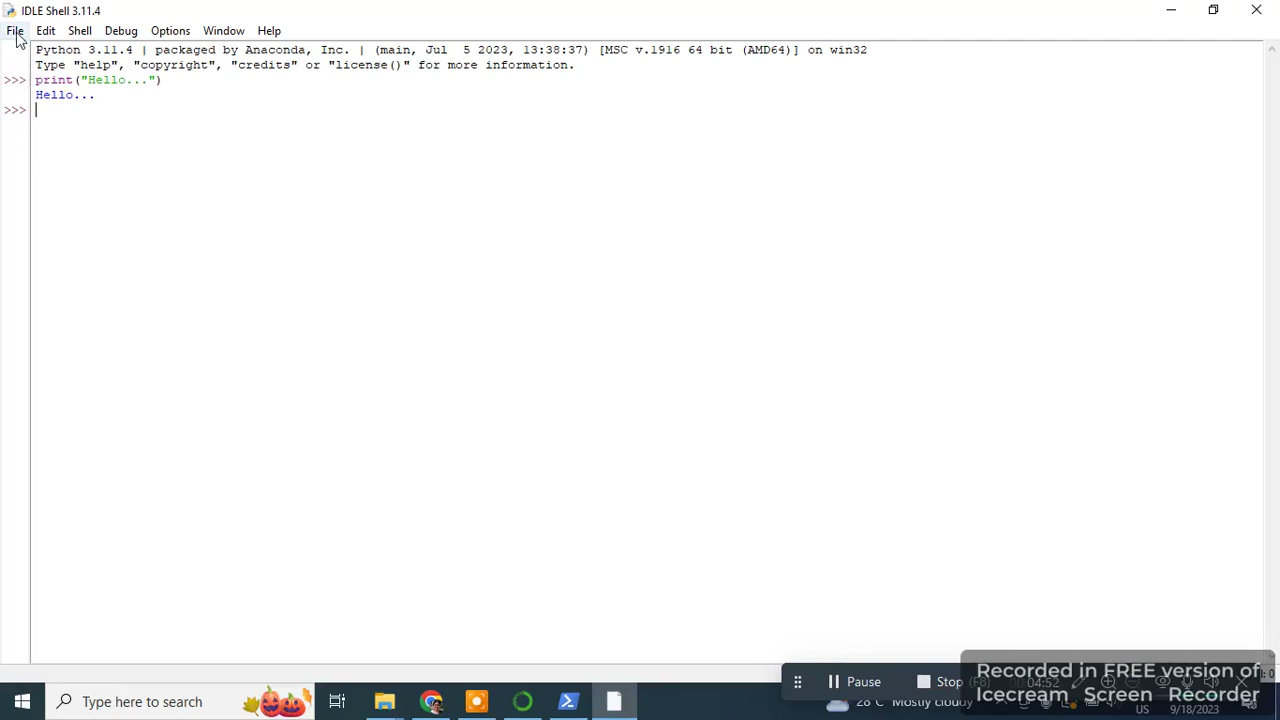 IDLE Shell 3.11.4
File Edit Shell Debug Options Window Help
Python 3.11.4 | packaged by Anaconda, Inc. | (main, Jul  5 2023, 13:38:37) [MSC v.1916 64 bit (AMD64)] on win32
Type "help", "copyright", "credits" or "license()" for more information.
>>> print("Hello...")
Hello...
>>>
Pause Stop (F8) 04:52
Recorded in FREE version of
Icecream Screen Recorder
Type here to search
28°C Mostly cloudy
US
9/18/2023